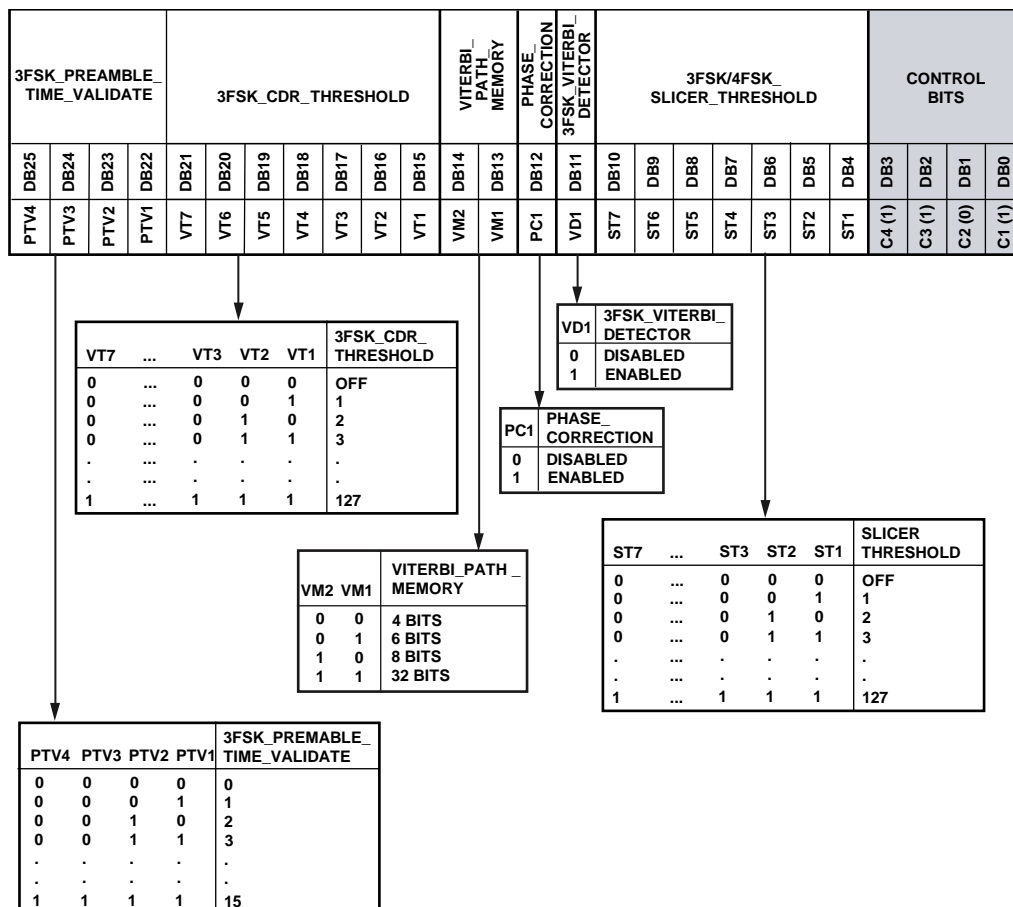 3FSK_PREAMBLE_
TIME_VALIDATE
3FSK_CDR_THRESHOLD
VITERBI_
PATH_
MEMORY
PHASE_
CORRECTION
3FSK_VITERBI_
DETECTOR
3FSK/4FSK_
SLICER_THRESHOLD
CONTROL
BITS
DB25 DB24 DB23 DB22 DB21 DB20 DB19 DB18 DB17 DB16 DB15 DB14 DB13 DB12 DB11 DB10 DB9 DB8 DB7 DB6 DB5 DB4 DB3 DB2 DB1 DB0
PTV4 PTV3 PTV2 PTV1 VT7 VT6 VT5 VT4 VT3 VT2 VT1 VM2 VM1 PC1 VD1 ST7 ST6 ST5 ST4 ST3 ST2 ST1 C4 (1) C3 (1) C2 (0) C1 (1)
VD1 3FSK_VITERBI_
DETECTOR
0 DISABLED
1 ENABLED
VT7 ... VT3 VT2 VT1 3FSK_CDR_
THRESHOLD
0 ... 0 0 0 OFF
0 ... 0 0 1 1
0 ... 0 1 0 2
0 ... 0 1 1 3
. ... . . . .
. ... . . . .
1 ... 1 1 1 127
PC1 PHASE_
CORRECTION
0 DISABLED
1 ENABLED
ST7 ... ST3 ST2 ST1 SLICER
THRESHOLD
0 ... 0 0 0 OFF
0 ... 0 0 1 1
0 ... 0 1 0 2
0 ... 0 1 1 3
. ... . . . .
. ... . . . .
1 ... 1 1 1 127
VM2 VM1 VITERBI_PATH _
MEMORY
0 0 4 BITS
0 1 6 BITS
1 0 8 BITS
1 1 32 BITS
PTV4 PTV3 PTV2 PTV1 3FSK_PREMABLE_
TIME_VALIDATE
0 0 0 0 0
0 0 0 1 1
0 0 1 0 2
0 0 1 1 3
. . . . .
. . . . .
1 1 1 1 15